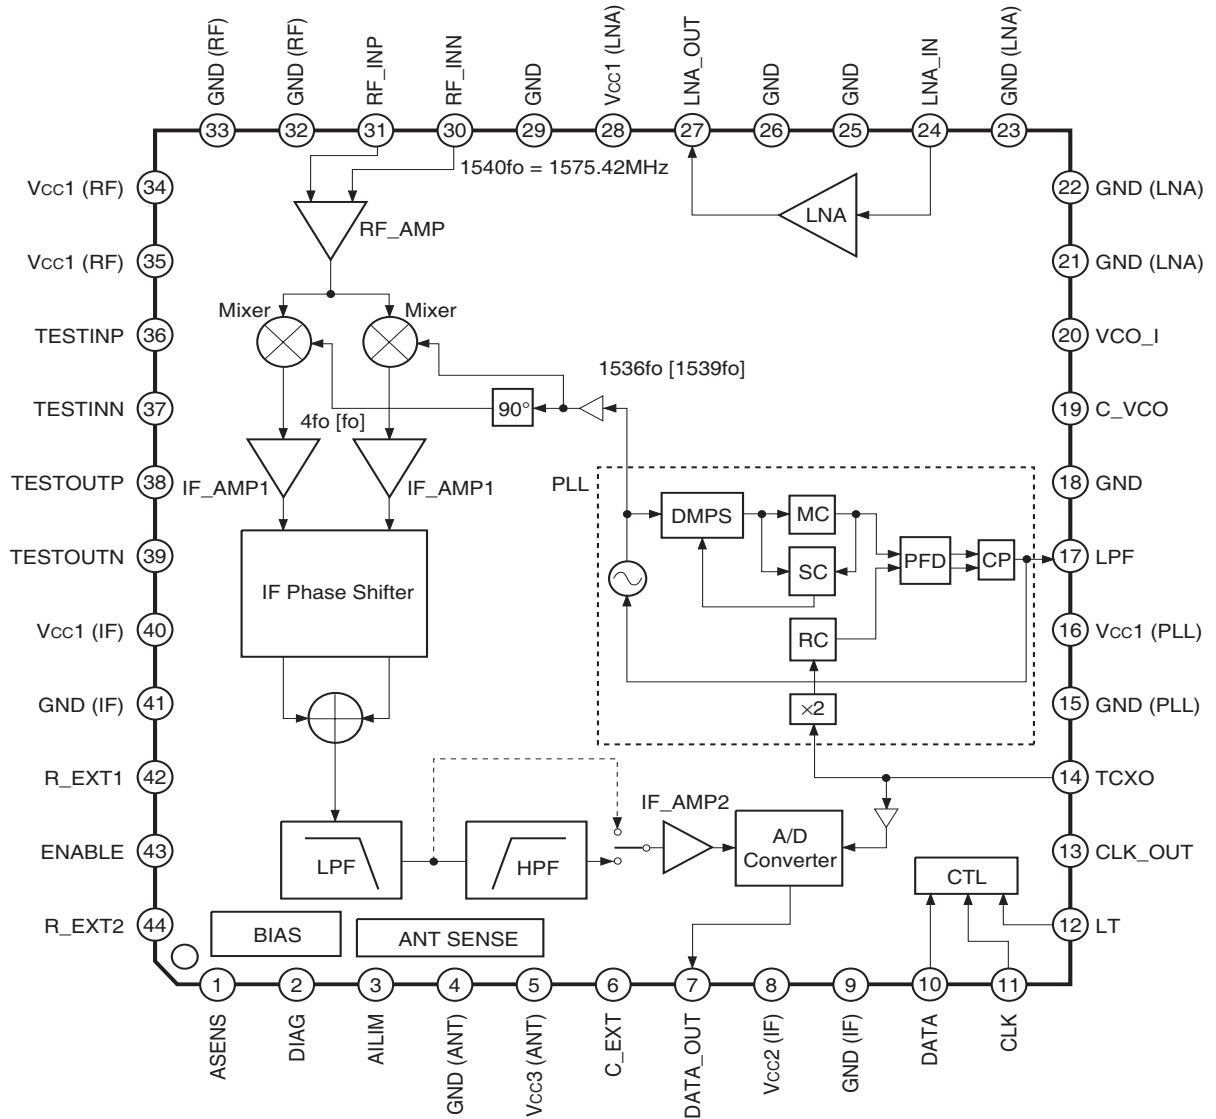 GND (RF)
GND (RF)
RF_INP
RF_INN
GND
Vcc1 (LNA)
LNA_OUT
GND
GND
LNA_IN
GND (LNA)
33
32
31
30
29
28
27
26
25
24
23
1540fo = 1575.42MHz
Vcc1 (RF)
34
22
GND (LNA)
LNA
RF_AMP
Vcc1 (RF)
35
21
GND (LNA)
Mixer
Mixer
TESTINP
36
20
VCO_I
1536fo [1539fo]
TESTINN
37
90°
19
C_VCO
4fo [fo]
TESTOUTP
38
IF_AMP1
IF_AMP1
PLL
18
GND
DMPS
MC
TESTOUTN
39
PFD
CP
17
LPF
SC
IF Phase Shifter
Vcc1 (IF)
40
RC
16
Vcc1 (PLL)
GND (IF)
41
×2
15
GND (PLL)
R_EXT1
42
14
TCXO
IF_AMP2
ENABLE
43
LPF
HPF
A/D
Converter
13
CLK_OUT
CTL
R_EXT2
44
BIAS
ANT SENSE
12
LT
1
2
3
4
5
6
7
8
9
10
11
ASENS
DIAG
AILIM
GND (ANT)
Vcc3 (ANT)
C_EXT
DATA_OUT
Vcc2 (IF)
GND (IF)
DATA
CLK